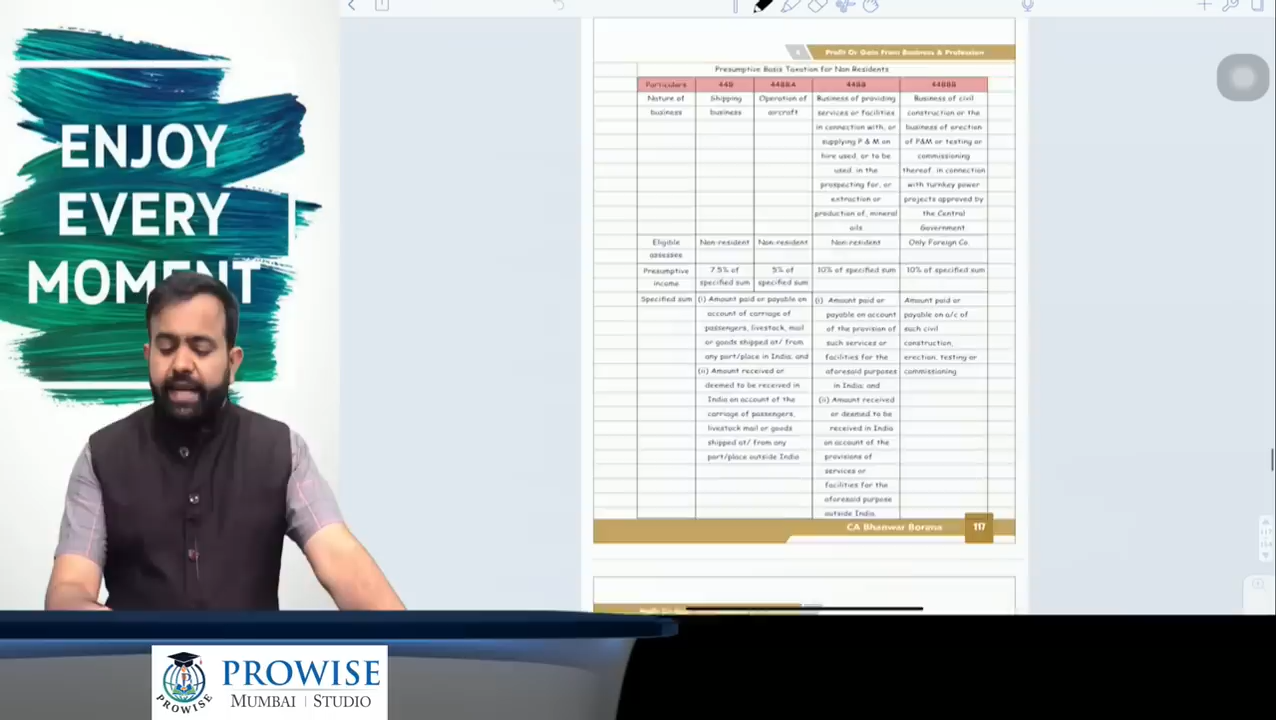 ENJOY
EVERY
MOMENT
Profit Or Gain From Business & Profession
Presumptive Basis Taxation for Non Residents
Particulars 44B 44BBA 44BB 44BBB
Nature of business
Shipping business
Operation of aircraft
Business of providing
services or facilities
in connection with, or
supplying P & M on
hire used, or to be
used, in the
prospecting for, or
extraction or
production of, mineral
oils
Business of civil
construction or the
business of erection
of P&M or testing or
commissioning
thereof, in connection
with turnkey power
projects approved by
the Central
Government
Eligible assessee
Non-resident
Non-resident
Non-resident
Only Foreign Co.
Presumptive income
7.5% of specified sum
5% of specified sum
10% of specified sum
10% of specified sum
Specified sum
(i) Amount paid or payable on
account of carriage of
passengers, livestock, mail
or goods shipped at/ from
any port/place in India; and
(ii) Amount received or
deemed to be received in
India on account of the
carriage of passengers,
livestock mail or goods
shipped at/ from any
port/place outside India
(i) Amount paid or
payable on account
of the provision of
such services or
facilities for the
aforesaid purposes
in India; and
(ii) Amount received
or deemed to be
received in India
on account of the
provisions of
services or
facilities for the
aforesaid purpose
outside India.
Amount paid or
payable on a/c of
such civil
construction,
erection, testing or
commissioning
CA Bhanwar Borana 117
PROWISE
MUMBAI | STUDIO
PROWISE